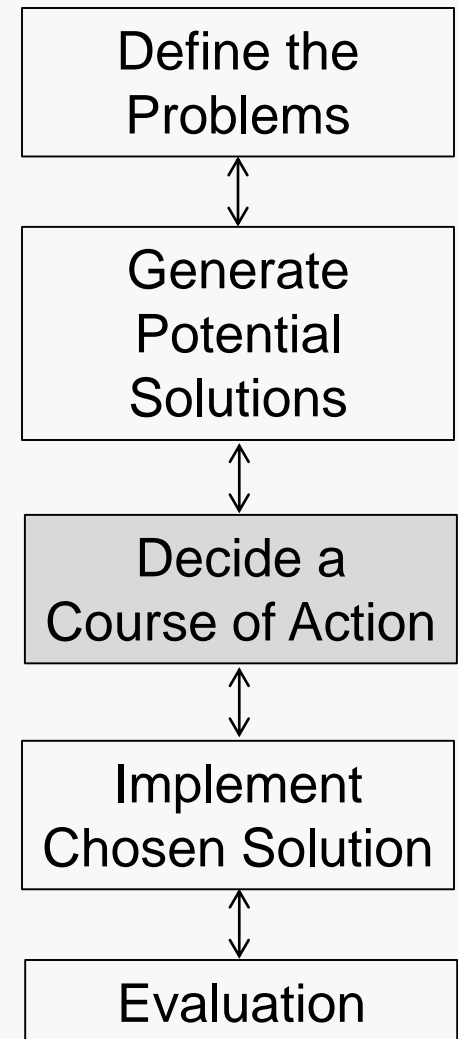 Define the
Problems
Generate
Potential
Solutions
Decide a
Course of Action
Implement
Chosen Solution
Evaluation